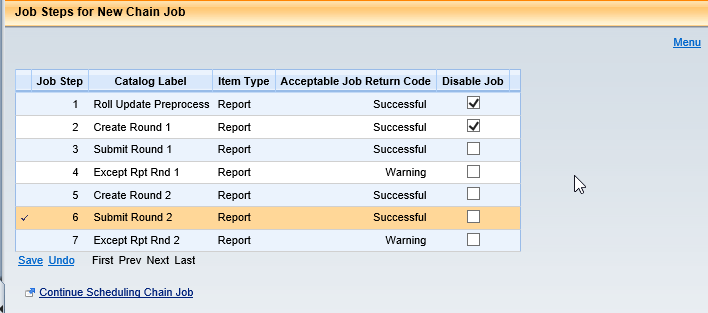 Job Steps for New Chain Job
Menu
Job Step Catalog Label Item Type Acceptable Job Return Code Disable Job
1 Roll Update Preprocess Report Successful
2 Create Round 1 Report Successful
3 Submit Round 1 Report Successful
4 Except Rpt Rnd 1 Report Warning
5 Create Round 2 Report Successful
6 Submit Round 2 Report Successful
7 Except Rpt Rnd 2 Report Warning
Save Undo First Prev Next Last
Continue Scheduling Chain Job